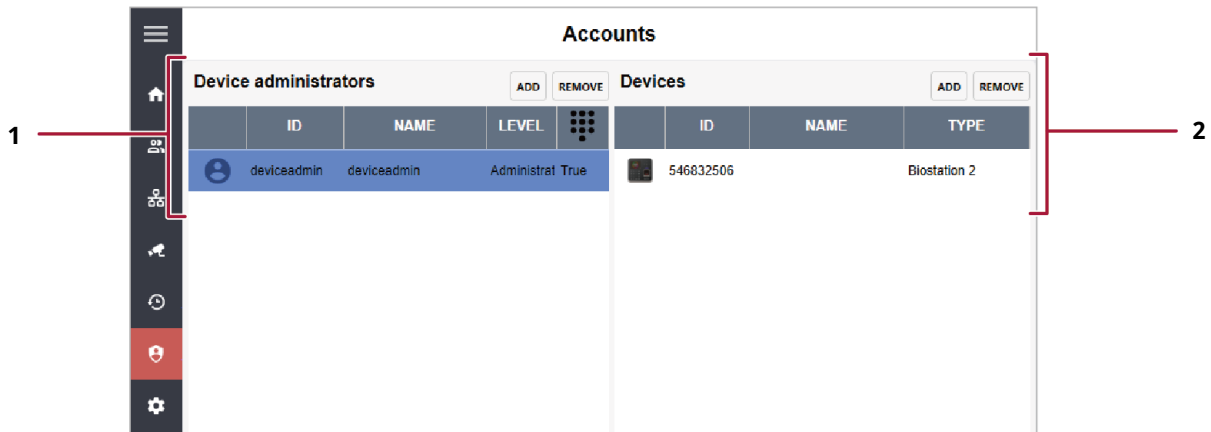 Accounts
Device administrators ADD REMOVE Devices ADD REMOVE
ID NAME LEVEL ID NAME TYPE
1 2
deviceadmin deviceadmin Administrat True 546832506 Biostation 2